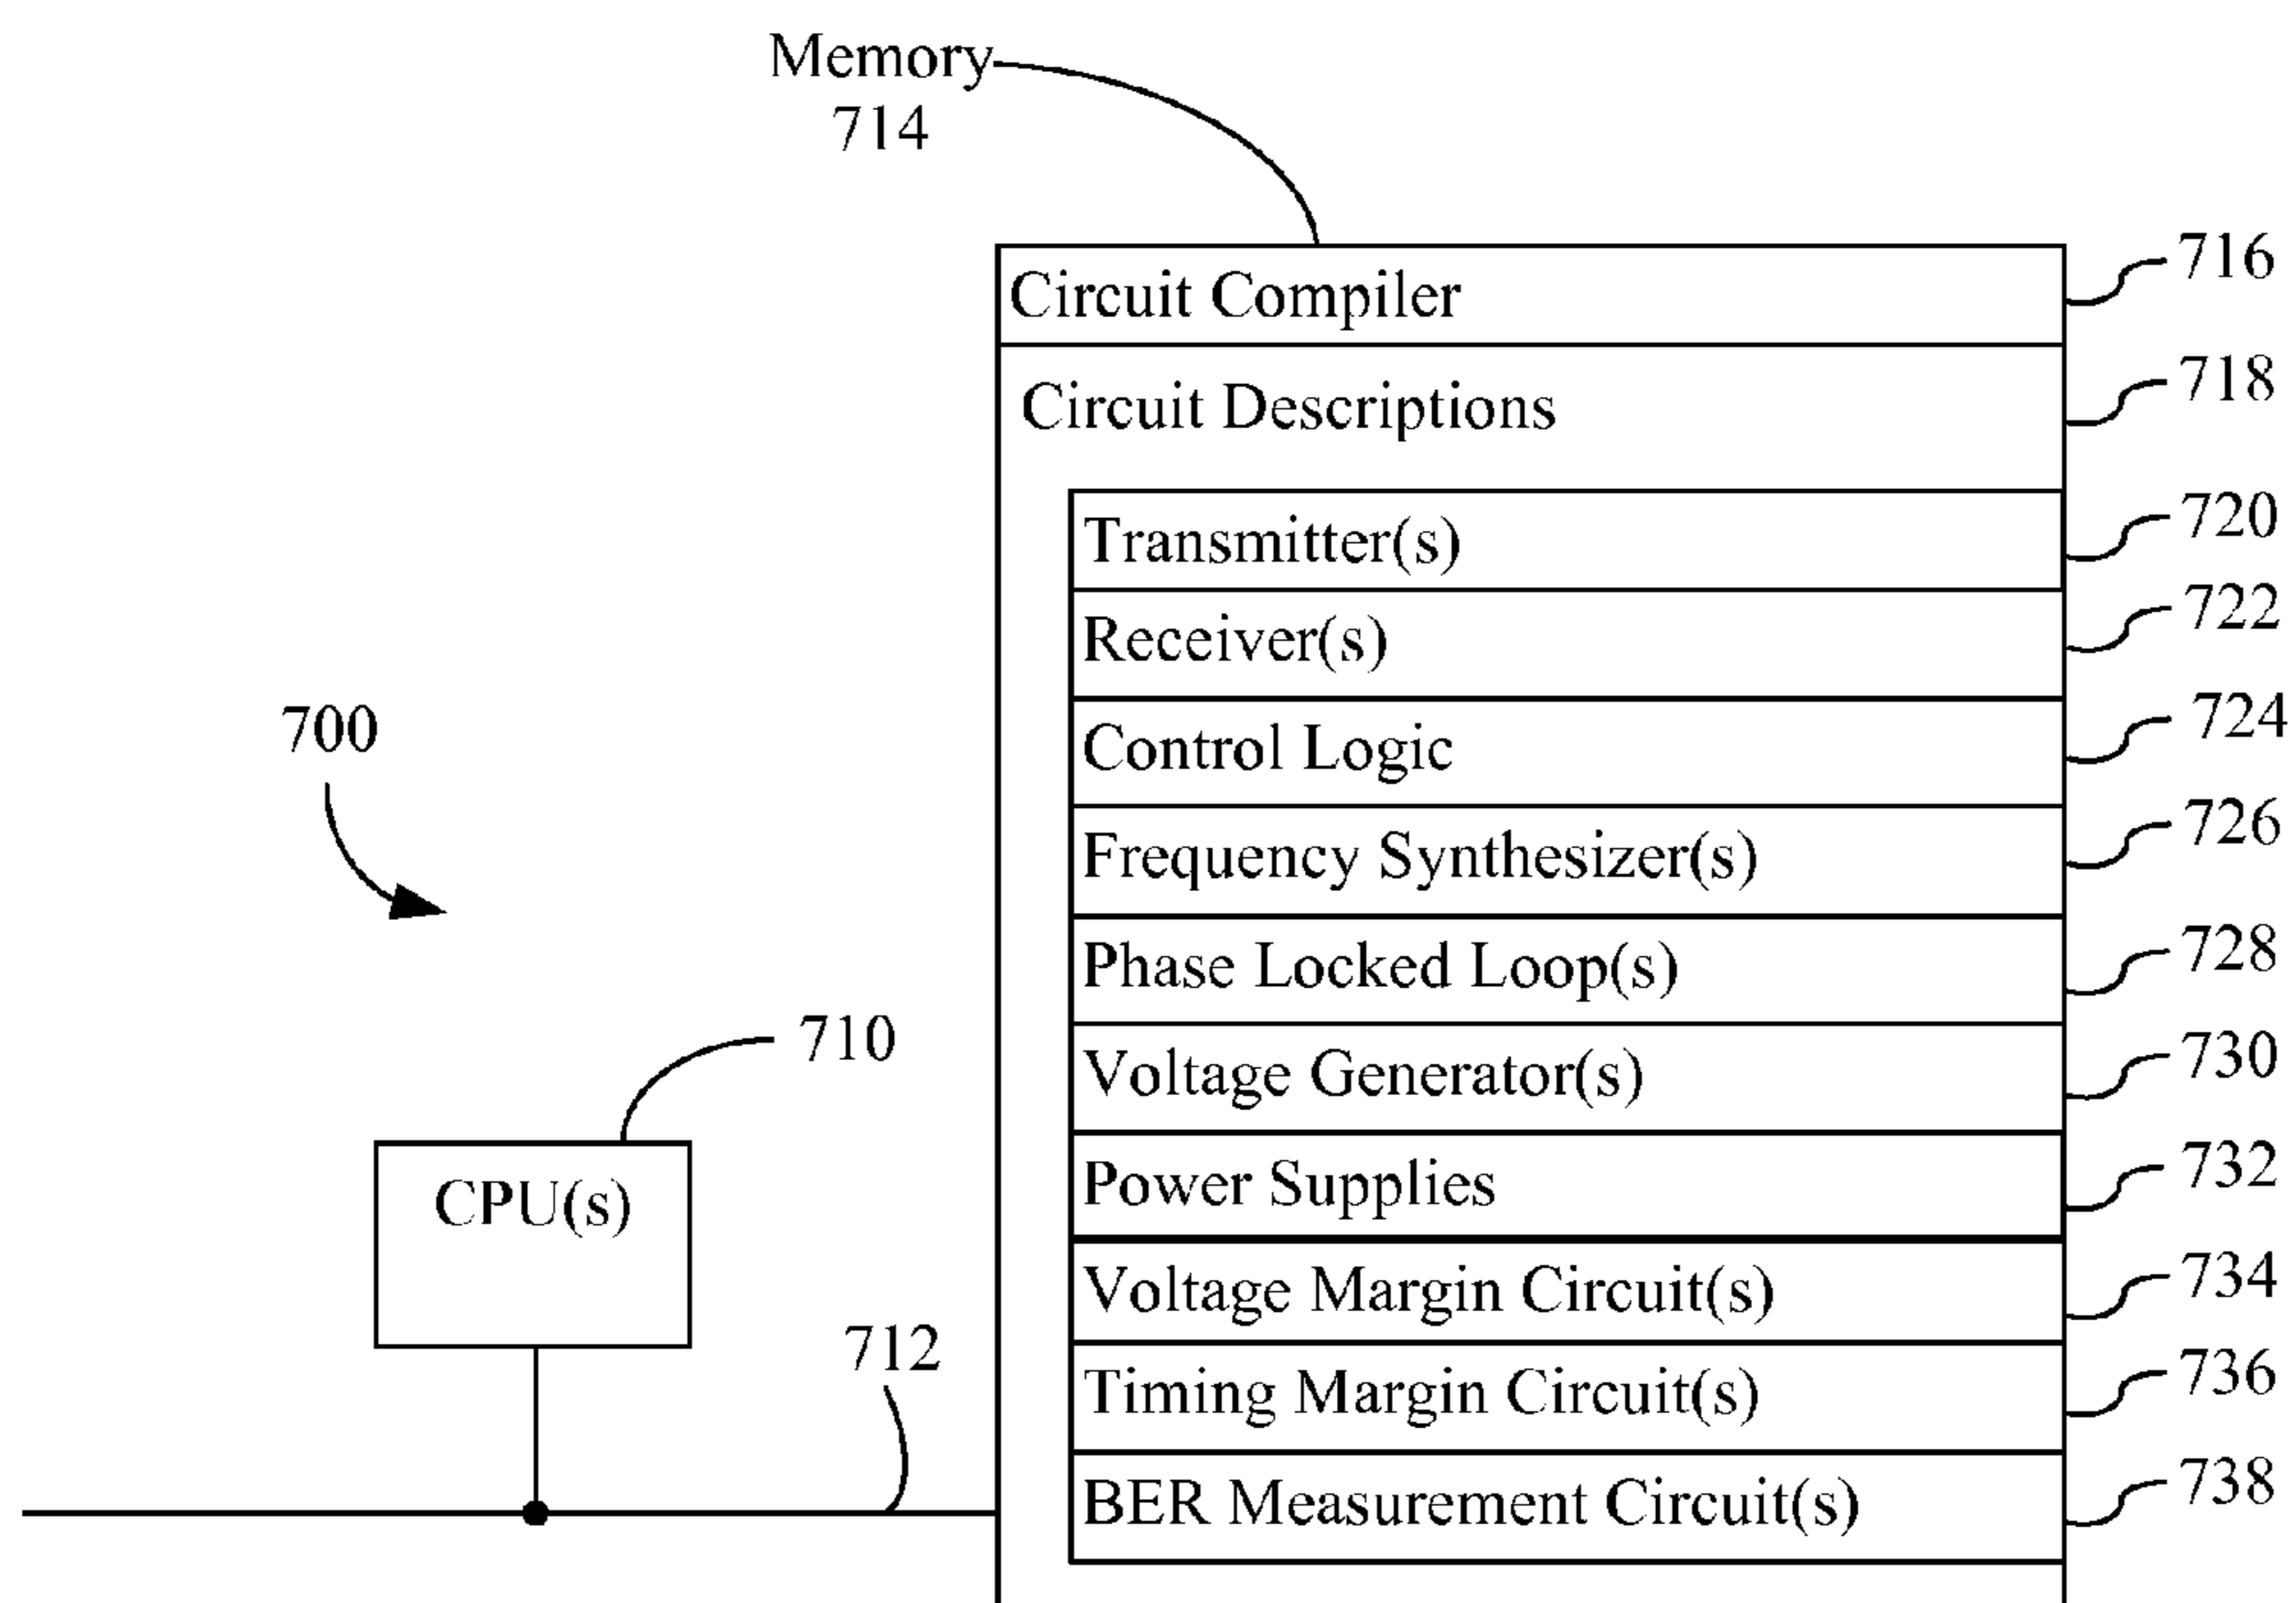 Memory
714
Circuit Compiler 716
Circuit Descriptions 718
Transmitter(s) 720
Receiver(s) 722
Control Logic 724
Frequency Synthesizer(s) 726
Phase Locked Loop(s) 728
Voltage Generator(s) 730
Power Supplies 732
Voltage Margin Circuit(s) 734
Timing Margin Circuit(s) 736
BER Measurement Circuit(s) 738
700
710
CPU(s)
712